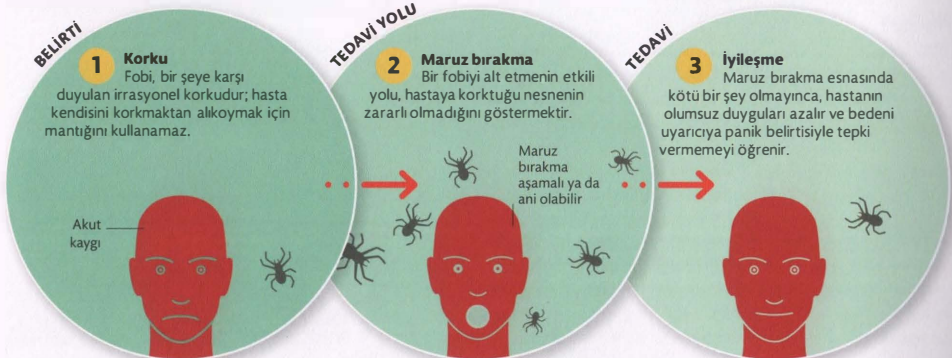 BELİRTİ
1 Korku
Fobi, bir şeye karşı
duyulan irrasyonel korkudur; hasta
kendisini korkmaktan alıkoymak için
mantığını kullanamaz.
Akut
kaygı
TEDAVİ YOLU
2 Maruz bırakma
Bir fobiyi alt etmenin etkili
yolu, hastaya korktuğu nesnenin
zararlı olmadığını göstermektir.
Maruz
bırakma
aşamalı ya da
ani olabilir
TEDAVİ
3 İyileşme
Maruz bırakma esnasında
kötü bir şey olmayınca, hastanın
olumsuz duyguları azalır ve bedeni
uyarıcıya panik belirtisiyle tepki
vermemeyi öğrenir.